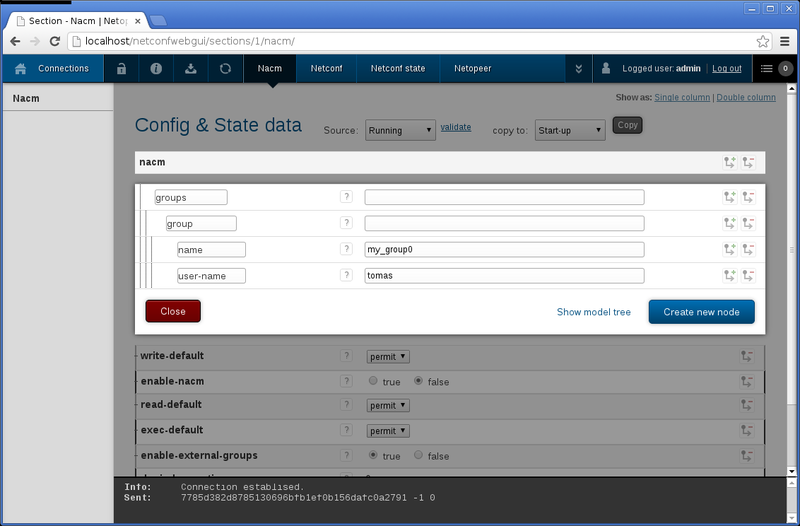 Section - Nacm | Netop
localhost/netconfwebgui/sections/1/nacm/
Connections Nacm Netconf Netconf state Netopeer Logged user: admin | Log out 0
Nacm
Show as: Single column | Double column
Config & State data Source: Running validate copy to: Start-up Copy
nacm
groups ?
group ?
name ? my_group0
user-name ? tomas
Close Show model tree Create new node
write-default ? permit
enable-nacm ? true false
read-default ? permit
exec-default ? permit
enable-external-groups ? true false
Info: Connection establised.
Sent: 7785d382d8785130696bfb1ef0b156dafc0a2791 -1 0